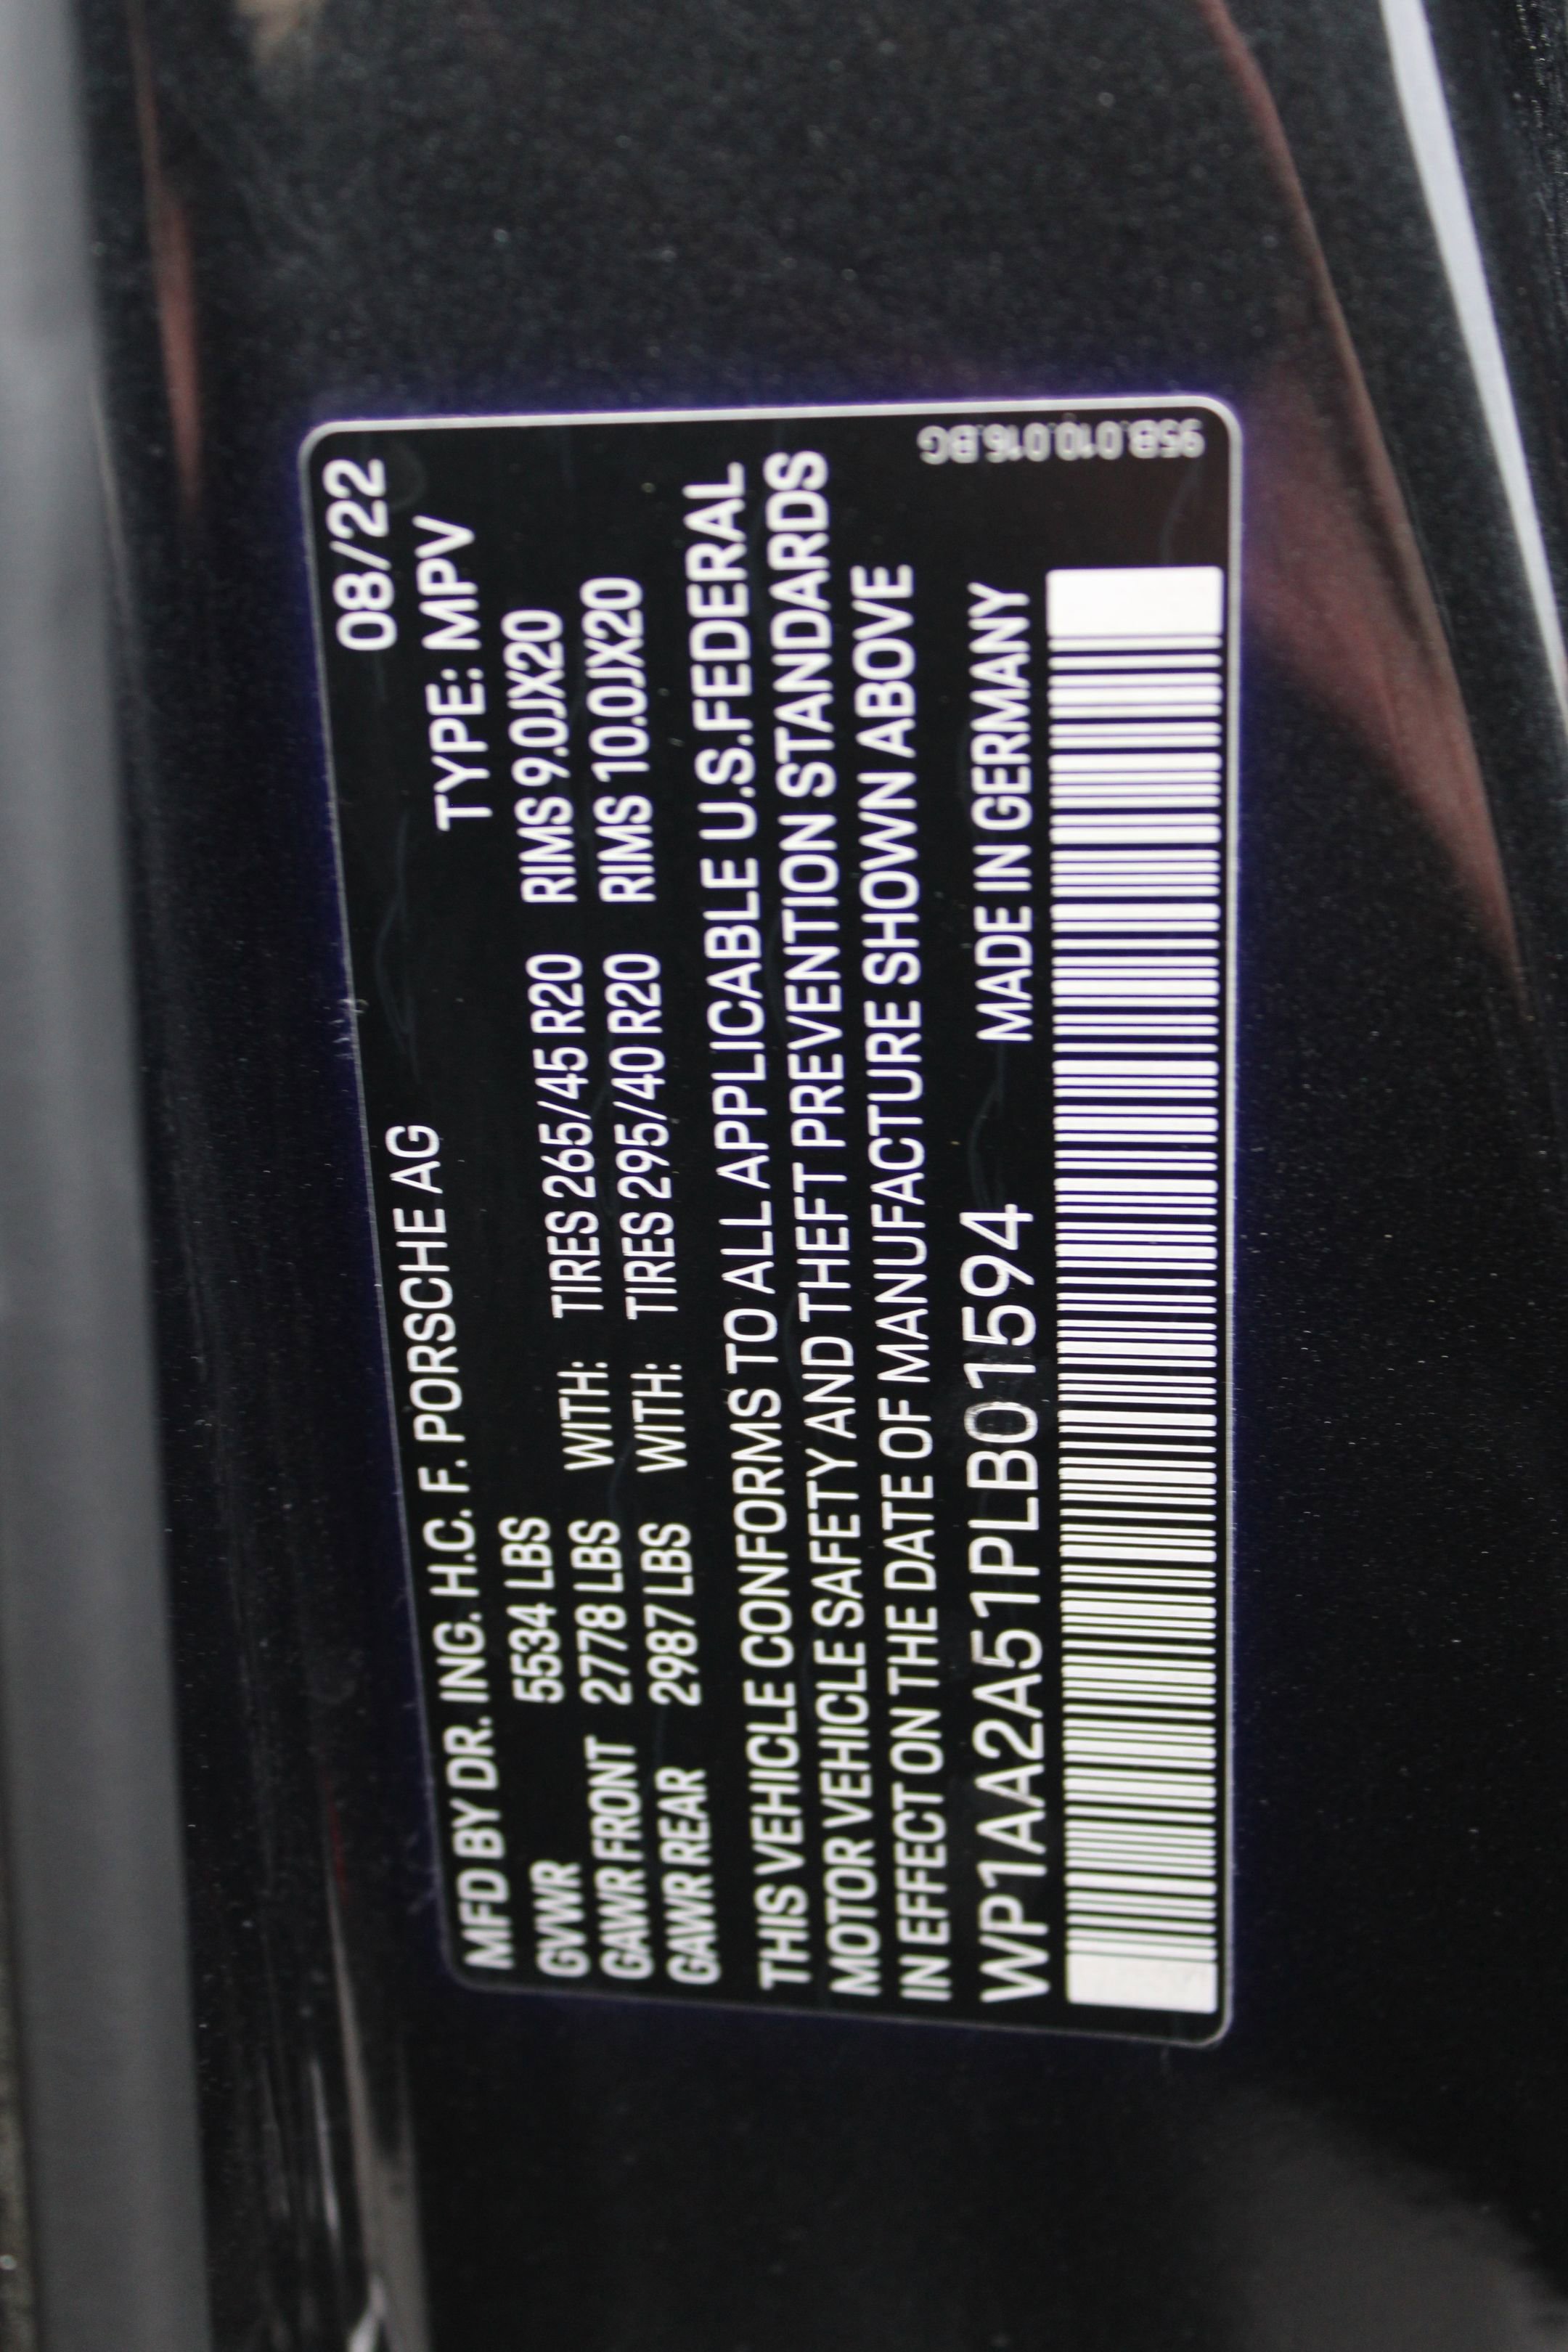 08/22
MFD BY DR. ING. H.C. F. PORSCHE AG TYPE: MPV
GVWR 5534 LBS WITH: TIRES 265/45 R20 RIMS 9.0JX20
GAWR FRONT 2778 LBS WITH: TIRES 295/40 R20 RIMS 10.0JX20
GAWR REAR 2987 LBS
THIS VEHICLE CONFORMS TO ALL APPLICABLE U.S.FEDERAL
MOTOR VEHICLE SAFETY AND THEFT PREVENTION STANDARDS
IN EFFECT ON THE DATE OF MANUFACTURE SHOWN ABOVE
WP1AA2A51PLB01594 MADE IN GERMANY
95B.010.016.BG